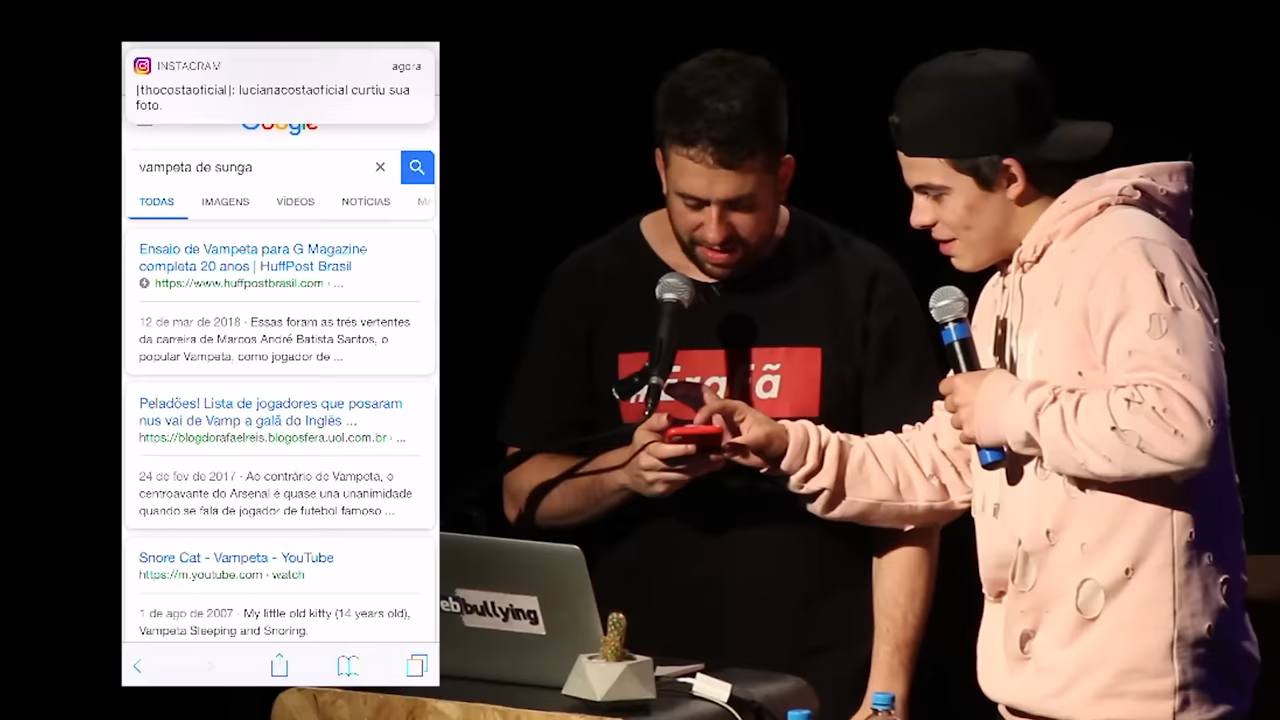 INSTAGRAM agora
|thocostaoficial|: lucianacostaoficial curtiu sua
foto.
Google
vampeta de sunga
TODAS IMAGENS VÍDEOS NOTÍCIAS MA
Ensaio de Vampeta para G Magazine
completa 20 anos | HuffPost Brasil
https://www.huffpostbrasil.com › ...
12 de mar de 2018 - Essas foram as três vertentes
da carreira de Marcos André Batista Santos, o
popular Vampeta, como jogador de ...
Peladões! Lista de jogadores que posaram
nus vai de Vamp a galã do Inglês ...
https://blogdorafaelreis.blogosfera.uol.com.br › ...
24 de fev de 2017 - Ao contrário de Vampeta, o
centroavante do Arsenal é quase una unanimidade
quando se fala de jogador de futebol famoso ...
Snore Cat - Vampeta - YouTube
https://m.youtube.com › watch
1 de ago de 2007 - My little old kitty (14 years old),
Vampeta Sleeping and Snoring.
eb bullying